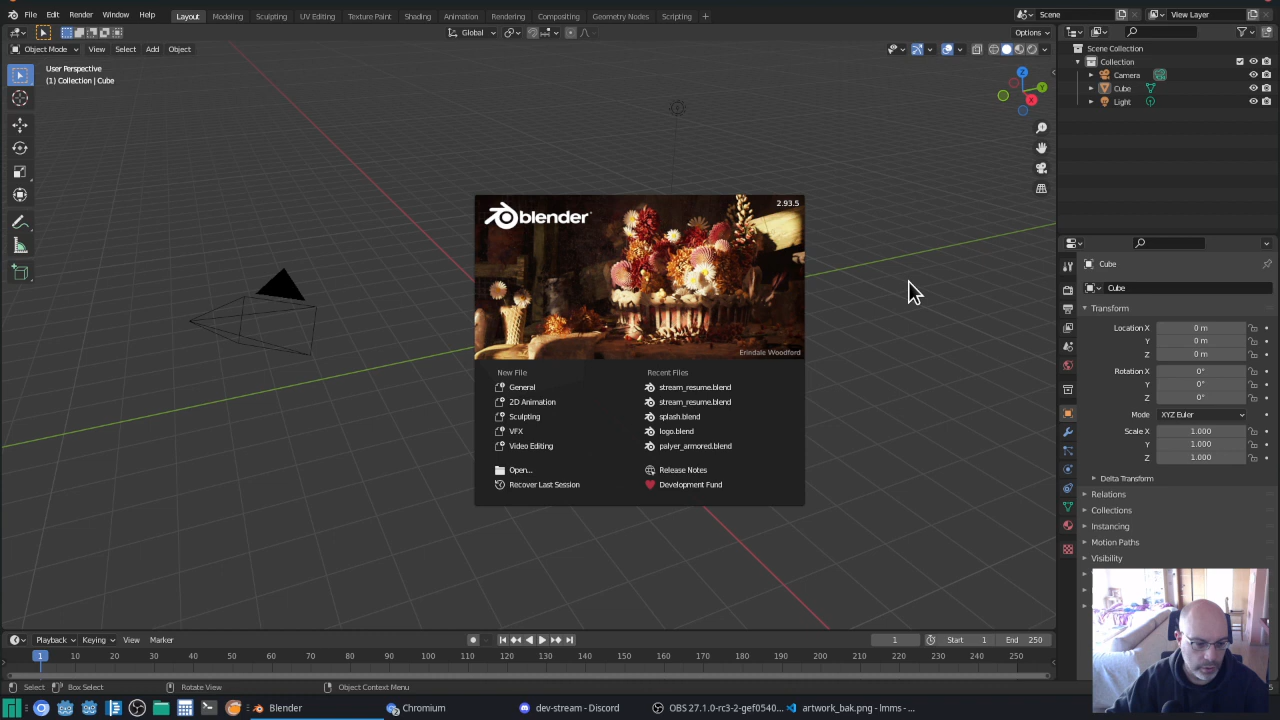 File Edit Render Window Help Layout Modeling Sculpting UV Editing Texture Paint Shading Animation Rendering Compositing Geometry Nodes Scripting + Scene View Layer
Global Options
Object Mode View Select Add Object
User Perspective
(1) Collection | Cube
Z
Y
X
Scene Collection
Collection
Camera
Cube
Light
blender
2.93.5
Erindale Woodford
New File
General
2D Animation
Sculpting
VFX
Video Editing
Open...
Recover Last Session
Recent Files
stream_resume.blend
stream_resume.blend
splash.blend
logo.blend
palyer_armored.blend
Release Notes
Development Fund
Cube
Cube
Transform
Location X 0 m
Y 0 m
Z 0 m
Rotation X 0°
Y 0°
Z 0°
Mode XYZ Euler
Scale X 1.000
Y 1.000
Z 1.000
Delta Transform
Relations
Collections
Instancing
Motion Paths
Visibility
Playback Keying View Marker 1 Start 1 End 250
1 10 20 30 40 50 60 70 80 90 100 110 120 130 140 150 160 170 180 190 200 210 220 230 240 250
Select Box Select Rotate View Object Context Menu
Blender Chromium dev-stream - Discord OBS 27.1.0-rc3-2-gef0540... artwork_bak.png - lmms - ...